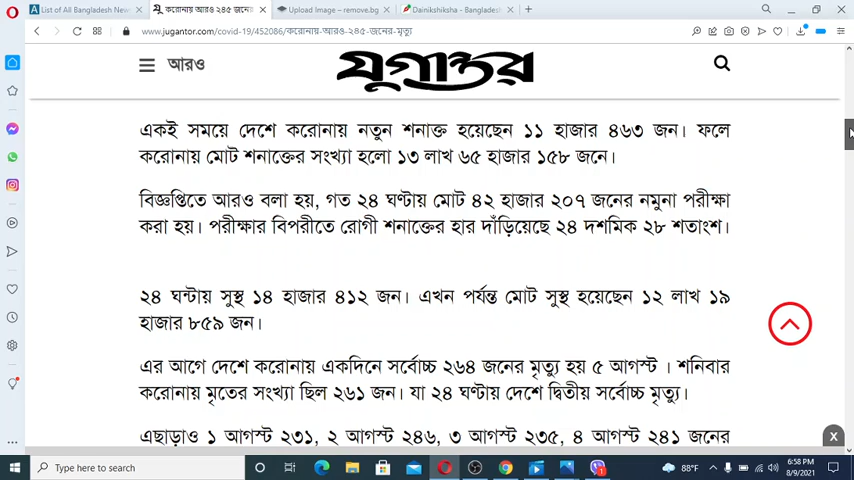 List of All Bangladesh New
করোনায় আরও ২৪৫ জনের
Upload Image – remove.bg
Dainikshiksha - Bangladesh
www.jugantor.com/covid-19/452086/করোনায়-আরও-২৪৫-জনের-মৃত্যু
আরও
যুগান্তর
একই সময়ে দেশে করোনায় নতুন শনাক্ত হয়েছেন ১১ হাজার ৪৬৩ জন। ফলে
করোনায় মোট শনাক্তের সংখ্যা হলো ১৩ লাখ ৬৫ হাজার ১৫৮ জনে।
বিজ্ঞপ্তিতে আরও বলা হয়, গত ২৪ ঘণ্টায় মোট ৪২ হাজার ২০৭ জনের নমুনা পরীক্ষা
করা হয়। পরীক্ষার বিপরীতে রোগী শনাক্তের হার দাঁড়িয়েছে ২৪ দশমিক ২৮ শতাংশ।
২৪ ঘন্টায় সুস্থ ১৪ হাজার ৪১২ জন। এখন পর্যন্ত মোট সুস্থ হয়েছেন ১২ লাখ ১৯
হাজার ৮৫৯ জন।
এর আগে দেশে করোনায় একদিনে সর্বোচ্চ ২৬৪ জনের মৃত্যু হয় ৫ আগস্ট । শনিবার
করোনায় মৃতের সংখ্যা ছিল ২৬১ জন। যা ২৪ ঘণ্টায় দেশে দ্বিতীয় সর্বোচ্চ মৃত্যু।
এছাড়াও ১ আগস্ট ২৩১, ২ আগস্ট ২৪৬, ৩ আগস্ট ২৩৫, ৪ আগস্ট ২৪১ জনের
X
Type here to search
88°F
6:58 PM
8/9/2021